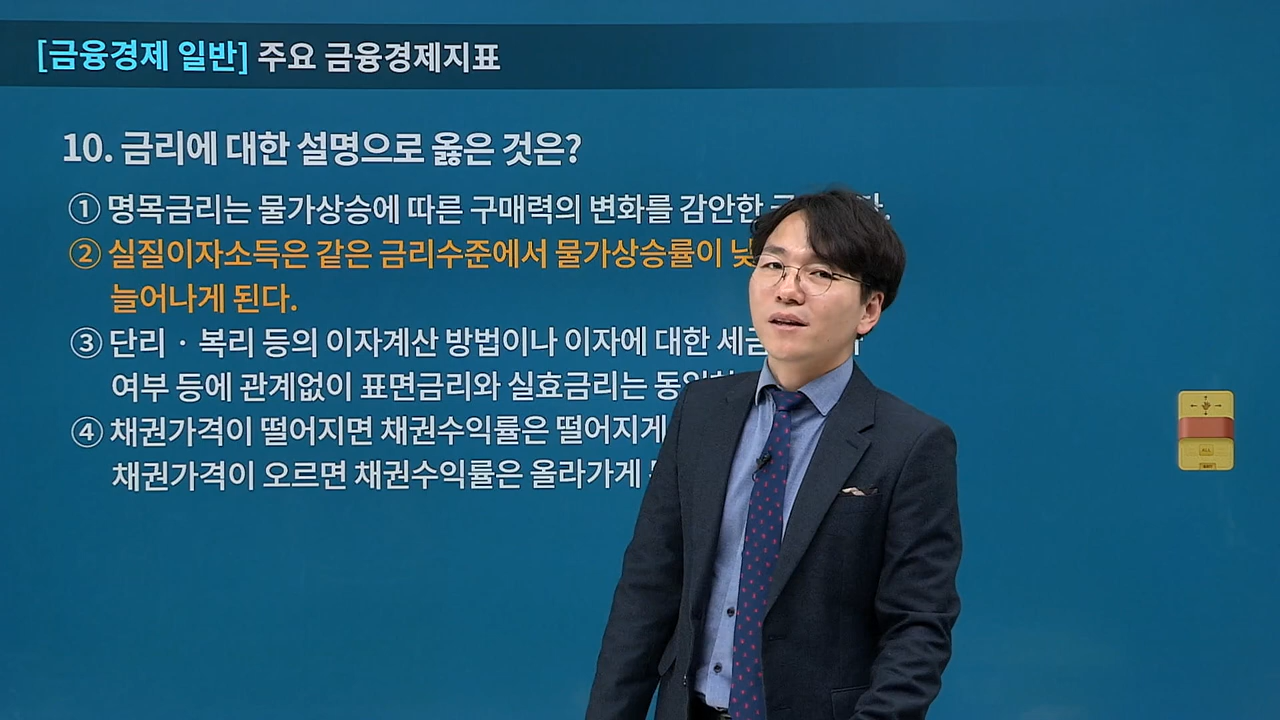 [금융경제 일반] 주요 금융경제지표
10. 금리에 대한 설명으로 옳은 것은?
① 명목금리는 물가상승에 따른 구매력의 변화를 감안한
② 실질이자소득은 같은 금리수준에서 물가상승률이
늘어나게 된다.
③ 단리 · 복리 등의 이자계산 방법이나 이자에 대한
여부 등에 관계없이 표면금리와 실효금리는
④ 채권가격이 떨어지면 채권수익률은 떨어지게
채권가격이 오르면 채권수익률은 올라가게
ALL